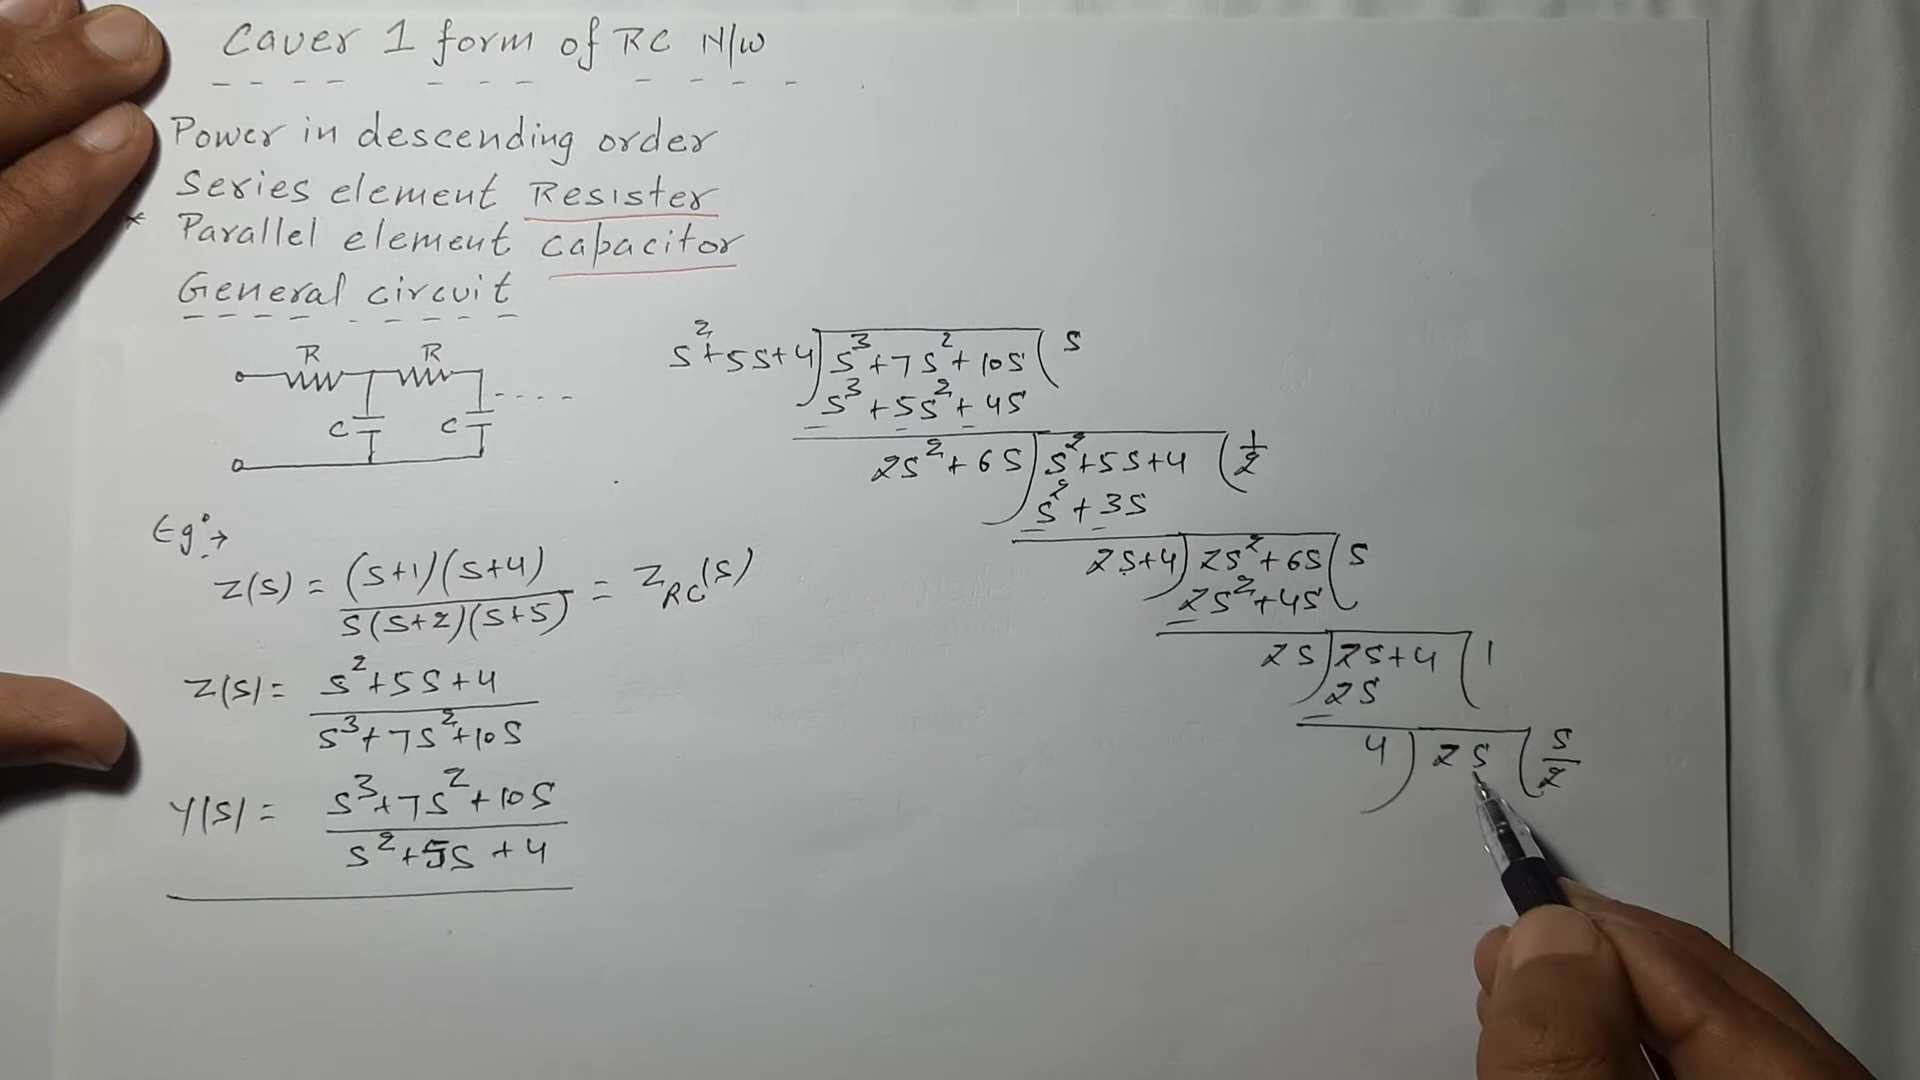 Cauer 1 form of RC N/W
Power in descending order
Series element Resister
* Parallel element capacitor
General circuit
R R
C C
Eg:→
Z(S) = (S+1)(S+4) / S(S+2)(S+5) = Z_RC(S)
Z(S) = S²+5S+4 / S³+7S²+10S
Y(S) = S³+7S²+10S / S²+5S+4
S²+5S+4) S³+7S²+10S (S
S³+5S²+4S
2S²+6S) S²+5S+4 (1/2
S²+3S
2S+4) 2S²+6S (S
2S²+4S
2S) 2S+4 (1
2S
4) 2S (S/2